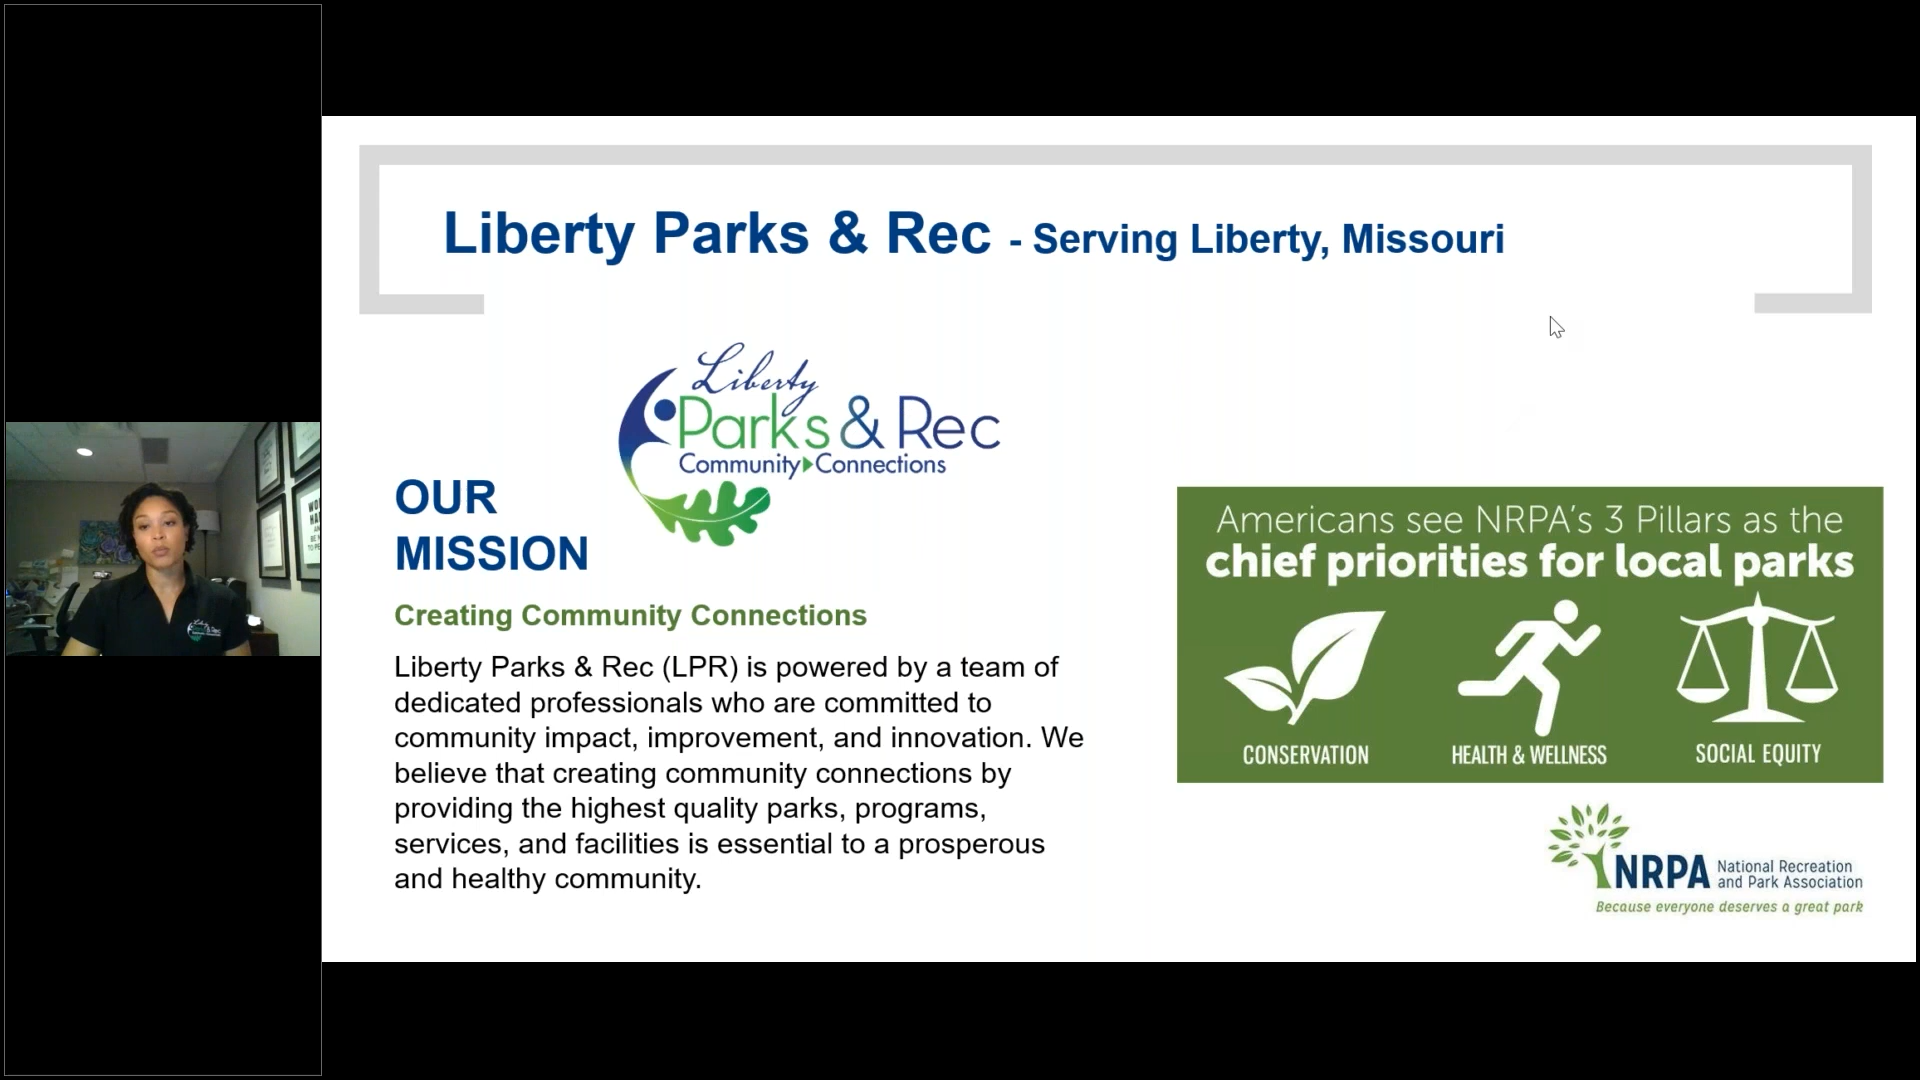 Liberty Parks & Rec - Serving Liberty, Missouri
Liberty
Parks & Rec
Community Connections
OUR
MISSION
Creating Community Connections
Liberty Parks & Rec (LPR) is powered by a team of
dedicated professionals who are committed to
community impact, improvement, and innovation. We
believe that creating community connections by
providing the highest quality parks, programs,
services, and facilities is essential to a prosperous
and healthy community.
Americans see NRPA's 3 Pillars as the
chief priorities for local parks
CONSERVATION
HEALTH & WELLNESS
SOCIAL EQUITY
NRPA National Recreation
and Park Association
Because everyone deserves a great park
Liberty
& Rec